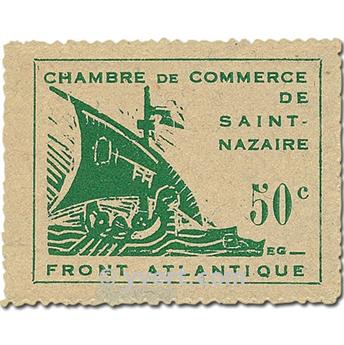 CHAMBRE DE COMMERCE
DE
SAINT-
NAZAIRE
50c
EG
FRONT ATLANTIQUE